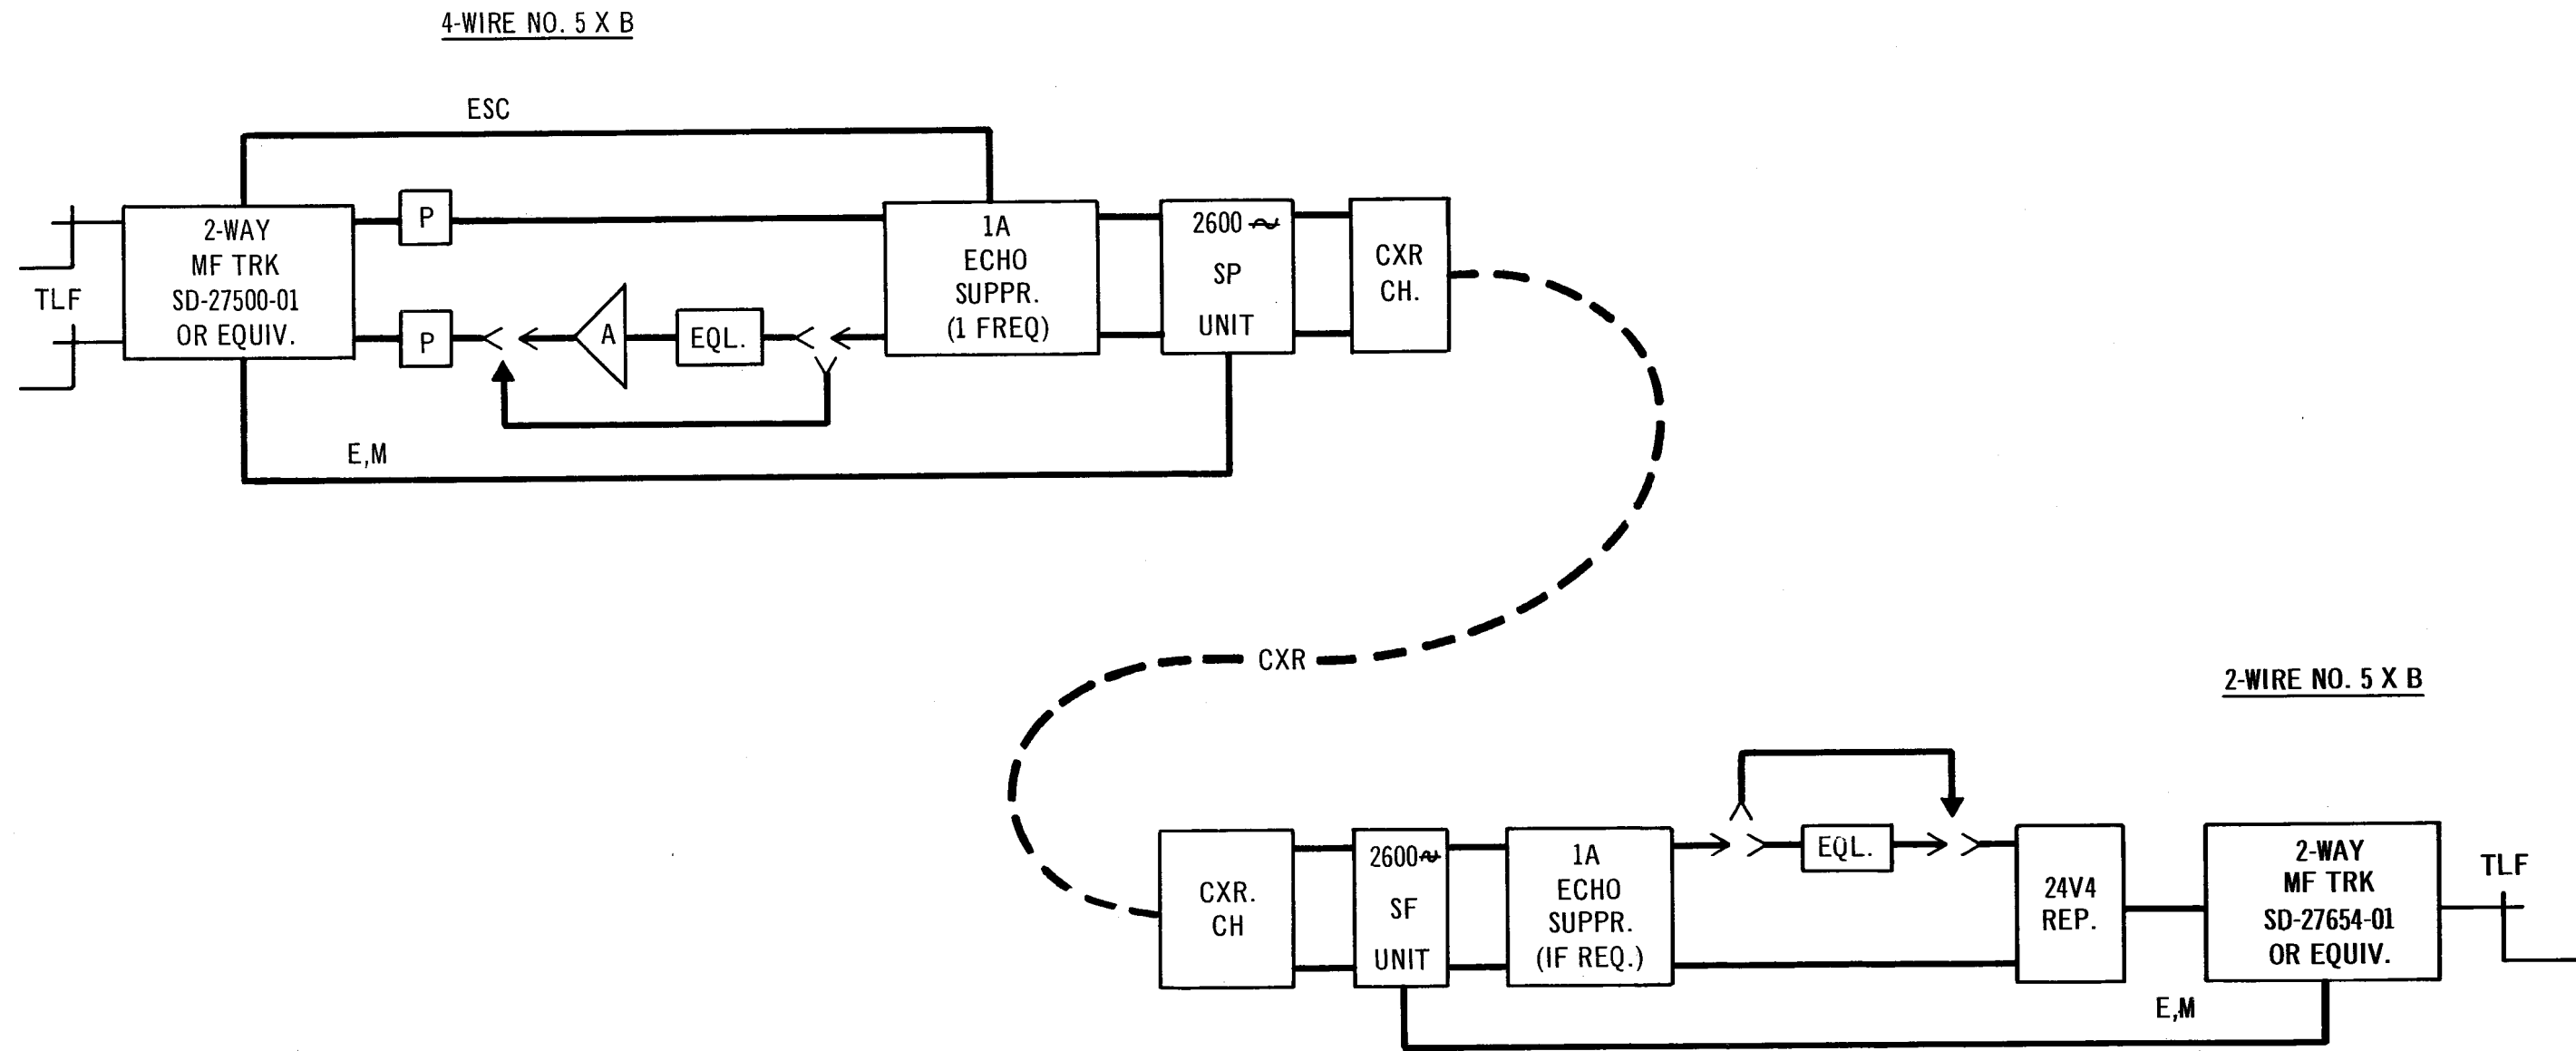 4-WIRE NO. 5 X B
ESC
TLF
2-WAY
MF TRK
SD-27500-01
OR EQUIV.
P
P
A
EQL.
1A
ECHO
SUPPR.
(1 FREQ)
2600 ~
SP
UNIT
CXR
CH.
E,M
CXR
2-WIRE NO. 5 X B
CXR.
CH
2600~
SF
UNIT
1A
ECHO
SUPPR.
(IF REQ.)
EQL.
24V4
REP.
2-WAY
MF TRK
SD-27654-01
OR EQUIV.
TLF
E,M